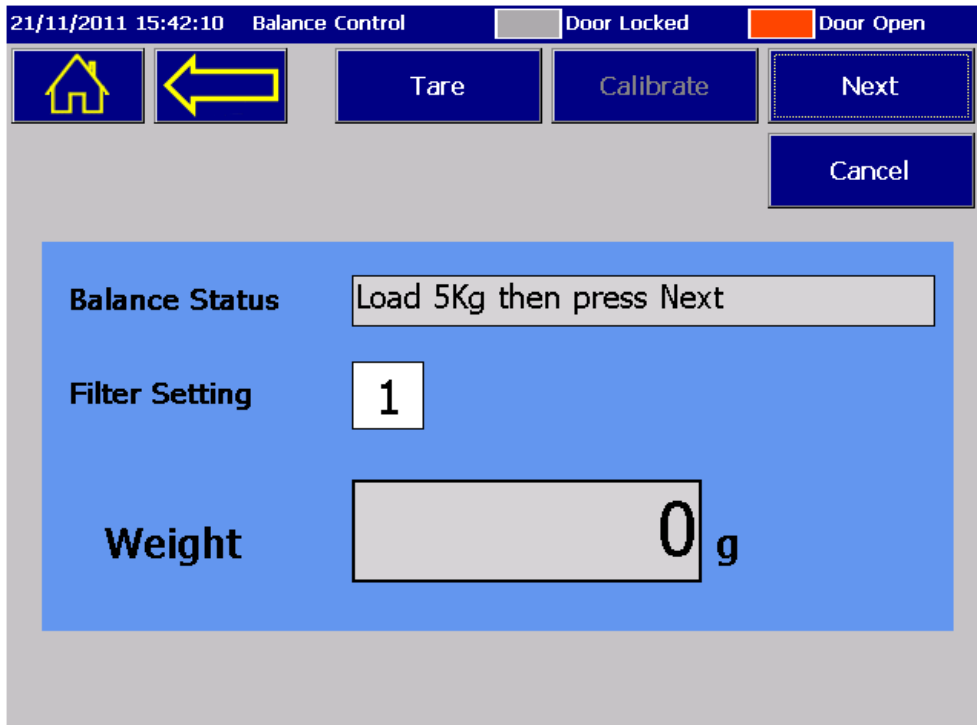 21/11/2011 15:42:10 Balance Control Door Locked Door Open
Tare Calibrate Next
Cancel
Balance Status Load 5Kg then press Next
Filter Setting 1
Weight 0 g